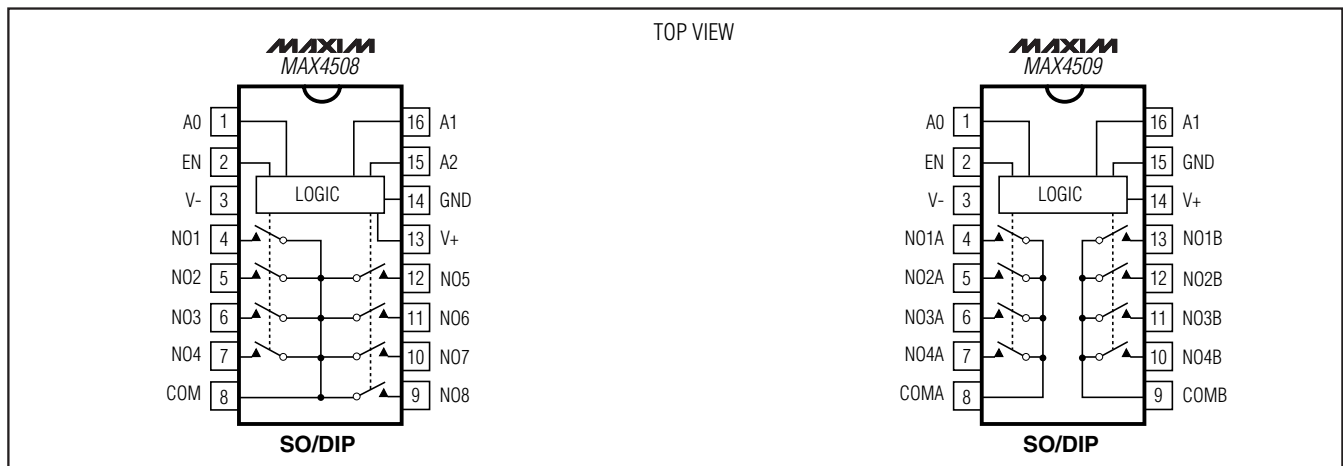 TOP VIEW
MAXIM
MAX4508
A0 1 16 A1
EN 2 15 A2
LOGIC
V- 3 14 GND
NO1 4 13 V+
NO2 5 12 NO5
NO3 6 11 NO6
NO4 7 10 NO7
COM 8 9 NO8
SO/DIP
MAXIM
MAX4509
A0 1 16 A1
EN 2 15 GND
LOGIC
V- 3 14 V+
NO1A 4 13 NO1B
NO2A 5 12 NO2B
NO3A 6 11 NO3B
NO4A 7 10 NO4B
COMA 8 9 COMB
SO/DIP